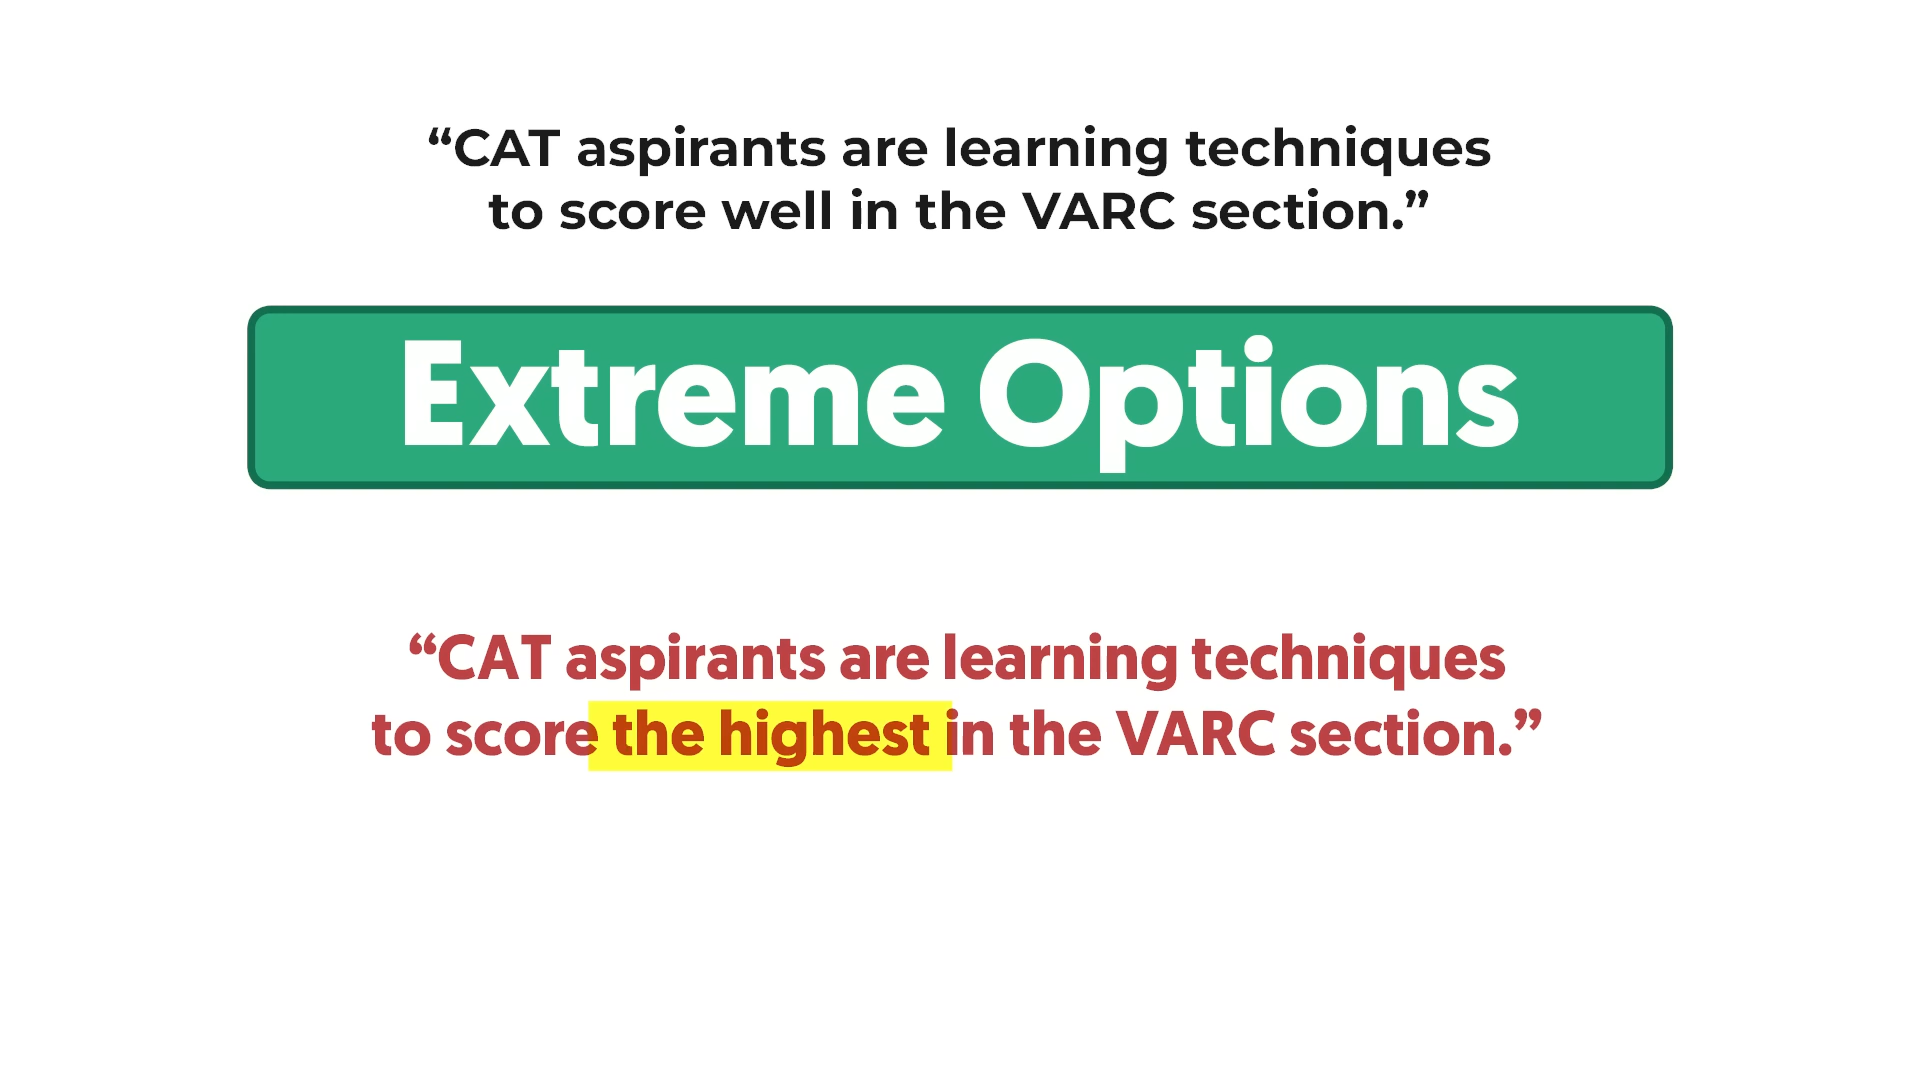 “CAT aspirants are learning techniques
to score well in the VARC section.”
Extreme Options
“CAT aspirants are learning techniques
to score the highest in the VARC section.”